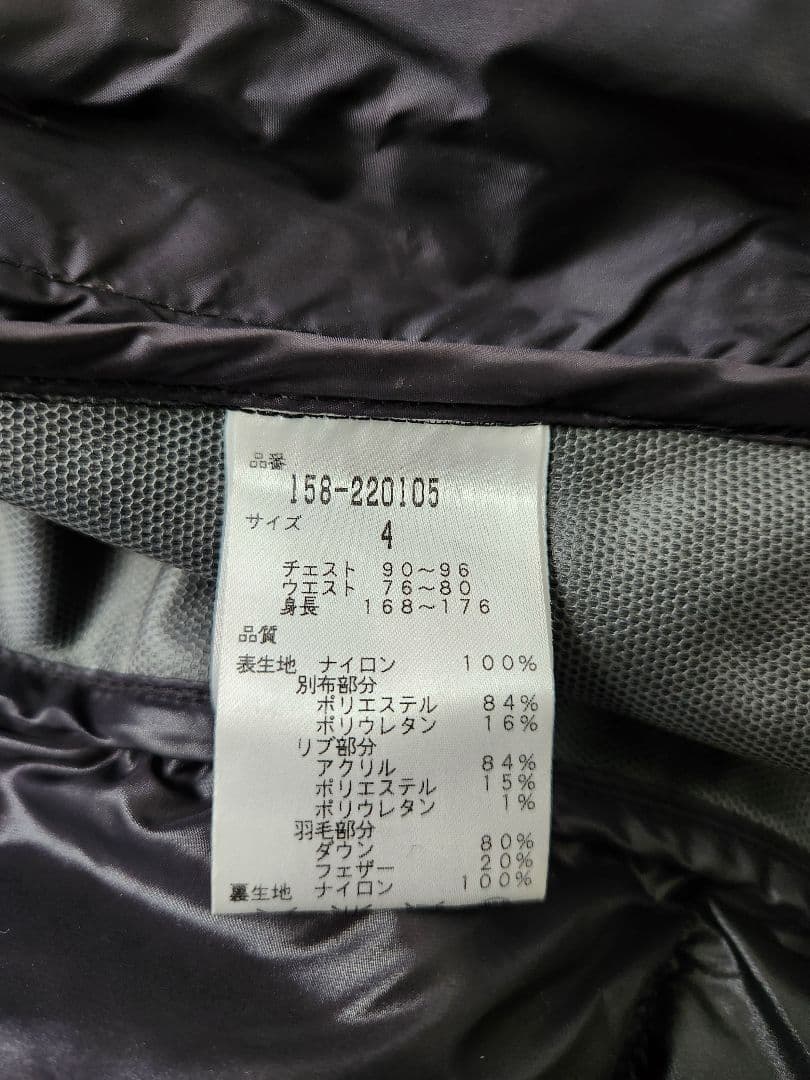 品番
158-220105
サイズ
4
チェスト 90～96
ウエスト 76～80
身長 168～176
品質
表生地 ナイロン 100%
別布部分
ポリエステル 84%
ポリウレタン 16%
リブ部分
アクリル 84%
ポリエステル 15%
ポリウレタン 1%
羽毛部分
ダウン 80%
フェザー 20%
裏生地 ナイロン 100%